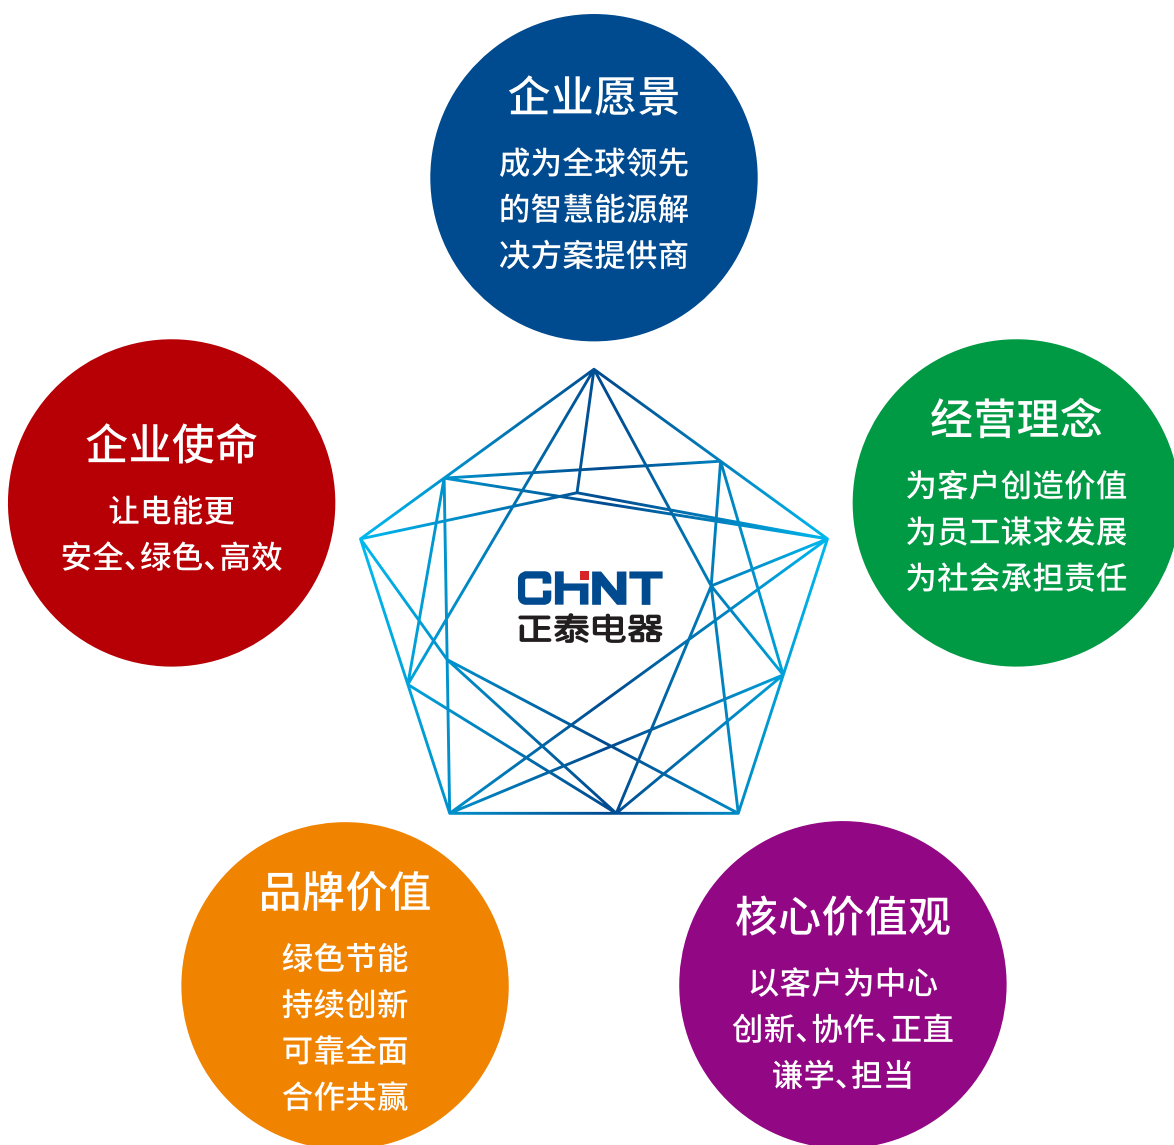 企业愿景
成为全球领先
的智慧能源解
决方案提供商
企业使命
让电能更
安全、绿色、高效
经营理念
为客户创造价值
为员工谋求发展
为社会承担责任
CHINT
正泰电器
品牌价值
绿色节能
持续创新
可靠全面
合作共赢
核心价值观
以客户为中心
创新、协作、正直
谦学、担当